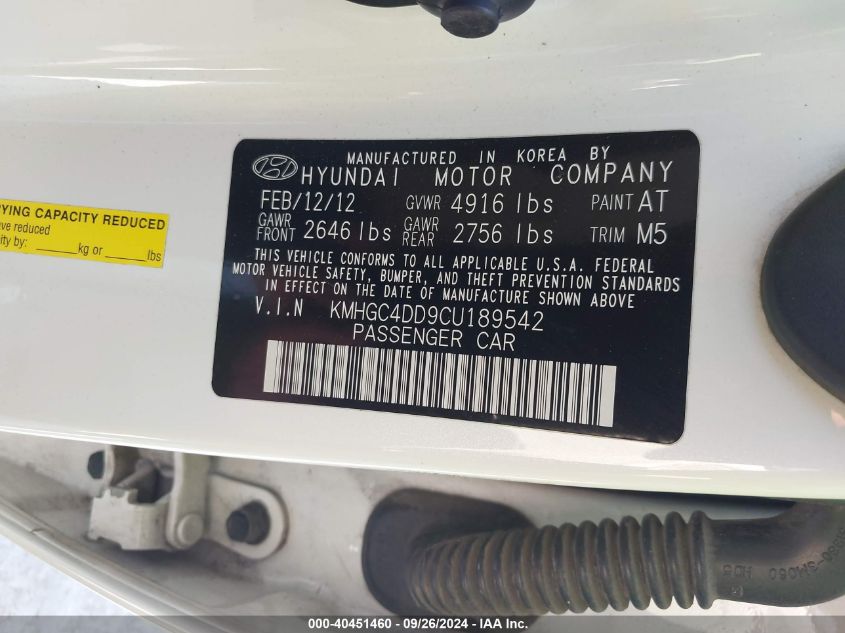 MANUFACTURED IN KOREA BY
HYUNDAI MOTOR COMPANY
FEB/12/12 GVWR 4916 lbs PAINT AT
GAWR FRONT 2646 lbs GAWR REAR 2756 lbs TRIM M5
THIS VEHICLE CONFORMS TO ALL APPLICABLE U.S.A. FEDERAL
MOTOR VEHICLE SAFETY, BUMPER, AND THEFT PREVENTION STANDARDS
IN EFFECT ON THE DATE OF MANUFACTURE SHOWN ABOVE
V.I.N KMHGC4DD9CU189542
PASSENGER CAR
YING CAPACITY REDUCED
ave reduced
ity by: ______kg or ______lbs
000-40451460 - 09/26/2024 - IAA Inc.